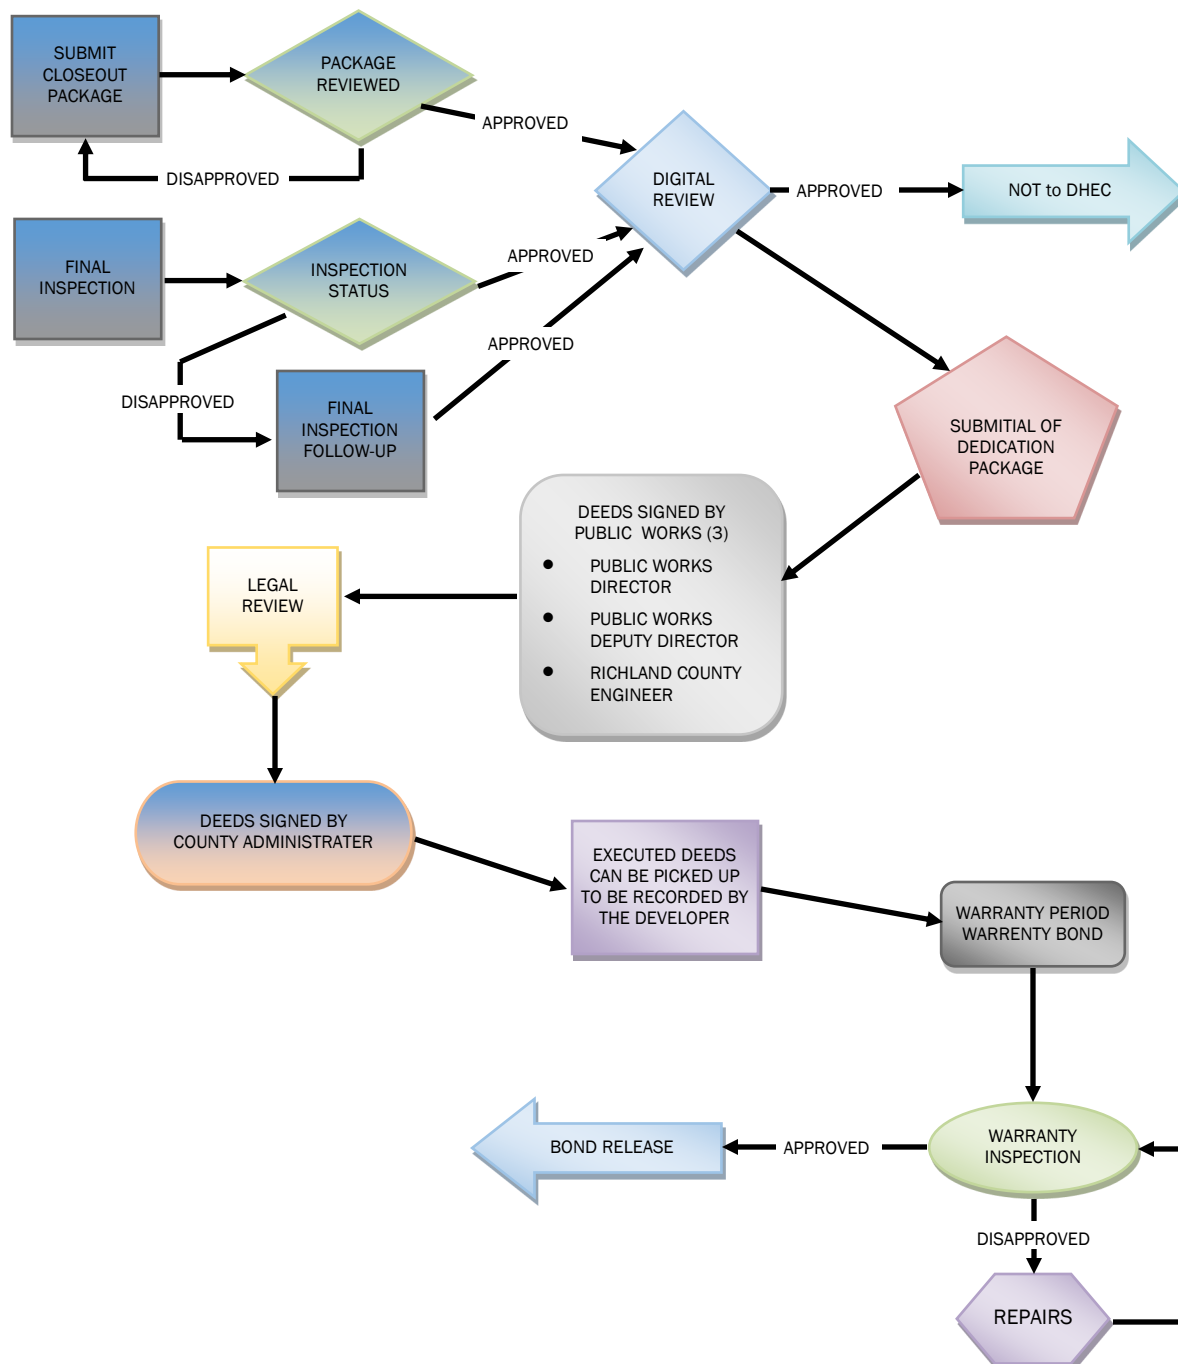 SUBMIT
CLOSEOUT
PACKAGE
PACKAGE
REVIEWED
APPROVED
DISAPPROVED
DIGITAL
REVIEW
APPROVED
NOT to DHEC
FINAL
INSPECTION
INSPECTION
STATUS
APPROVED
APPROVED
DISAPPROVED
FINAL
INSPECTION
FOLLOW-UP
SUBMITIAL OF
DEDICATION
PACKAGE
DEEDS SIGNED BY
PUBLIC WORKS (3)
● PUBLIC WORKS
DIRECTOR
● PUBLIC WORKS
DEPUTY DIRECTOR
● RICHLAND COUNTY
ENGINEER
LEGAL
REVIEW
DEEDS SIGNED BY
COUNTY ADMINISTRATER
EXECUTED DEEDS
CAN BE PICKED UP
TO BE RECORDED BY
THE DEVELOPER
WARRANTY PERIOD
WARRENTY BOND
WARRANTY
INSPECTION
APPROVED
BOND RELEASE
DISAPPROVED
REPAIRS